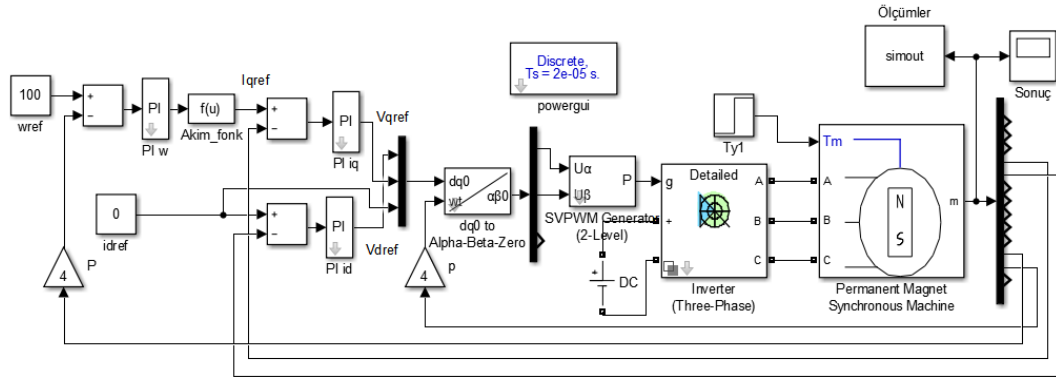 Ölçümler
simout
Sonuç
Discrete,
Ts = 2e-05 s.
powergui
100
wref
+
−
PI
PI w
f(u)
Akim_fonk
Iqref
+
−
PI
PI iq
Vqref
0
idref
+
−
PI
PI id
Vdref
4
P
dq0
wt
αβ0
dq0 to
Alpha-Beta-Zero
4
p
Uα
Uβ
P
SVPWM Generator
(2-Level)
+
DC
Ty1
Detailed
g
+
-
A
B
C
Inverter
(Three-Phase)
Tm
A
B
C
N
S
m
Permanent Magnet
Synchronous Machine